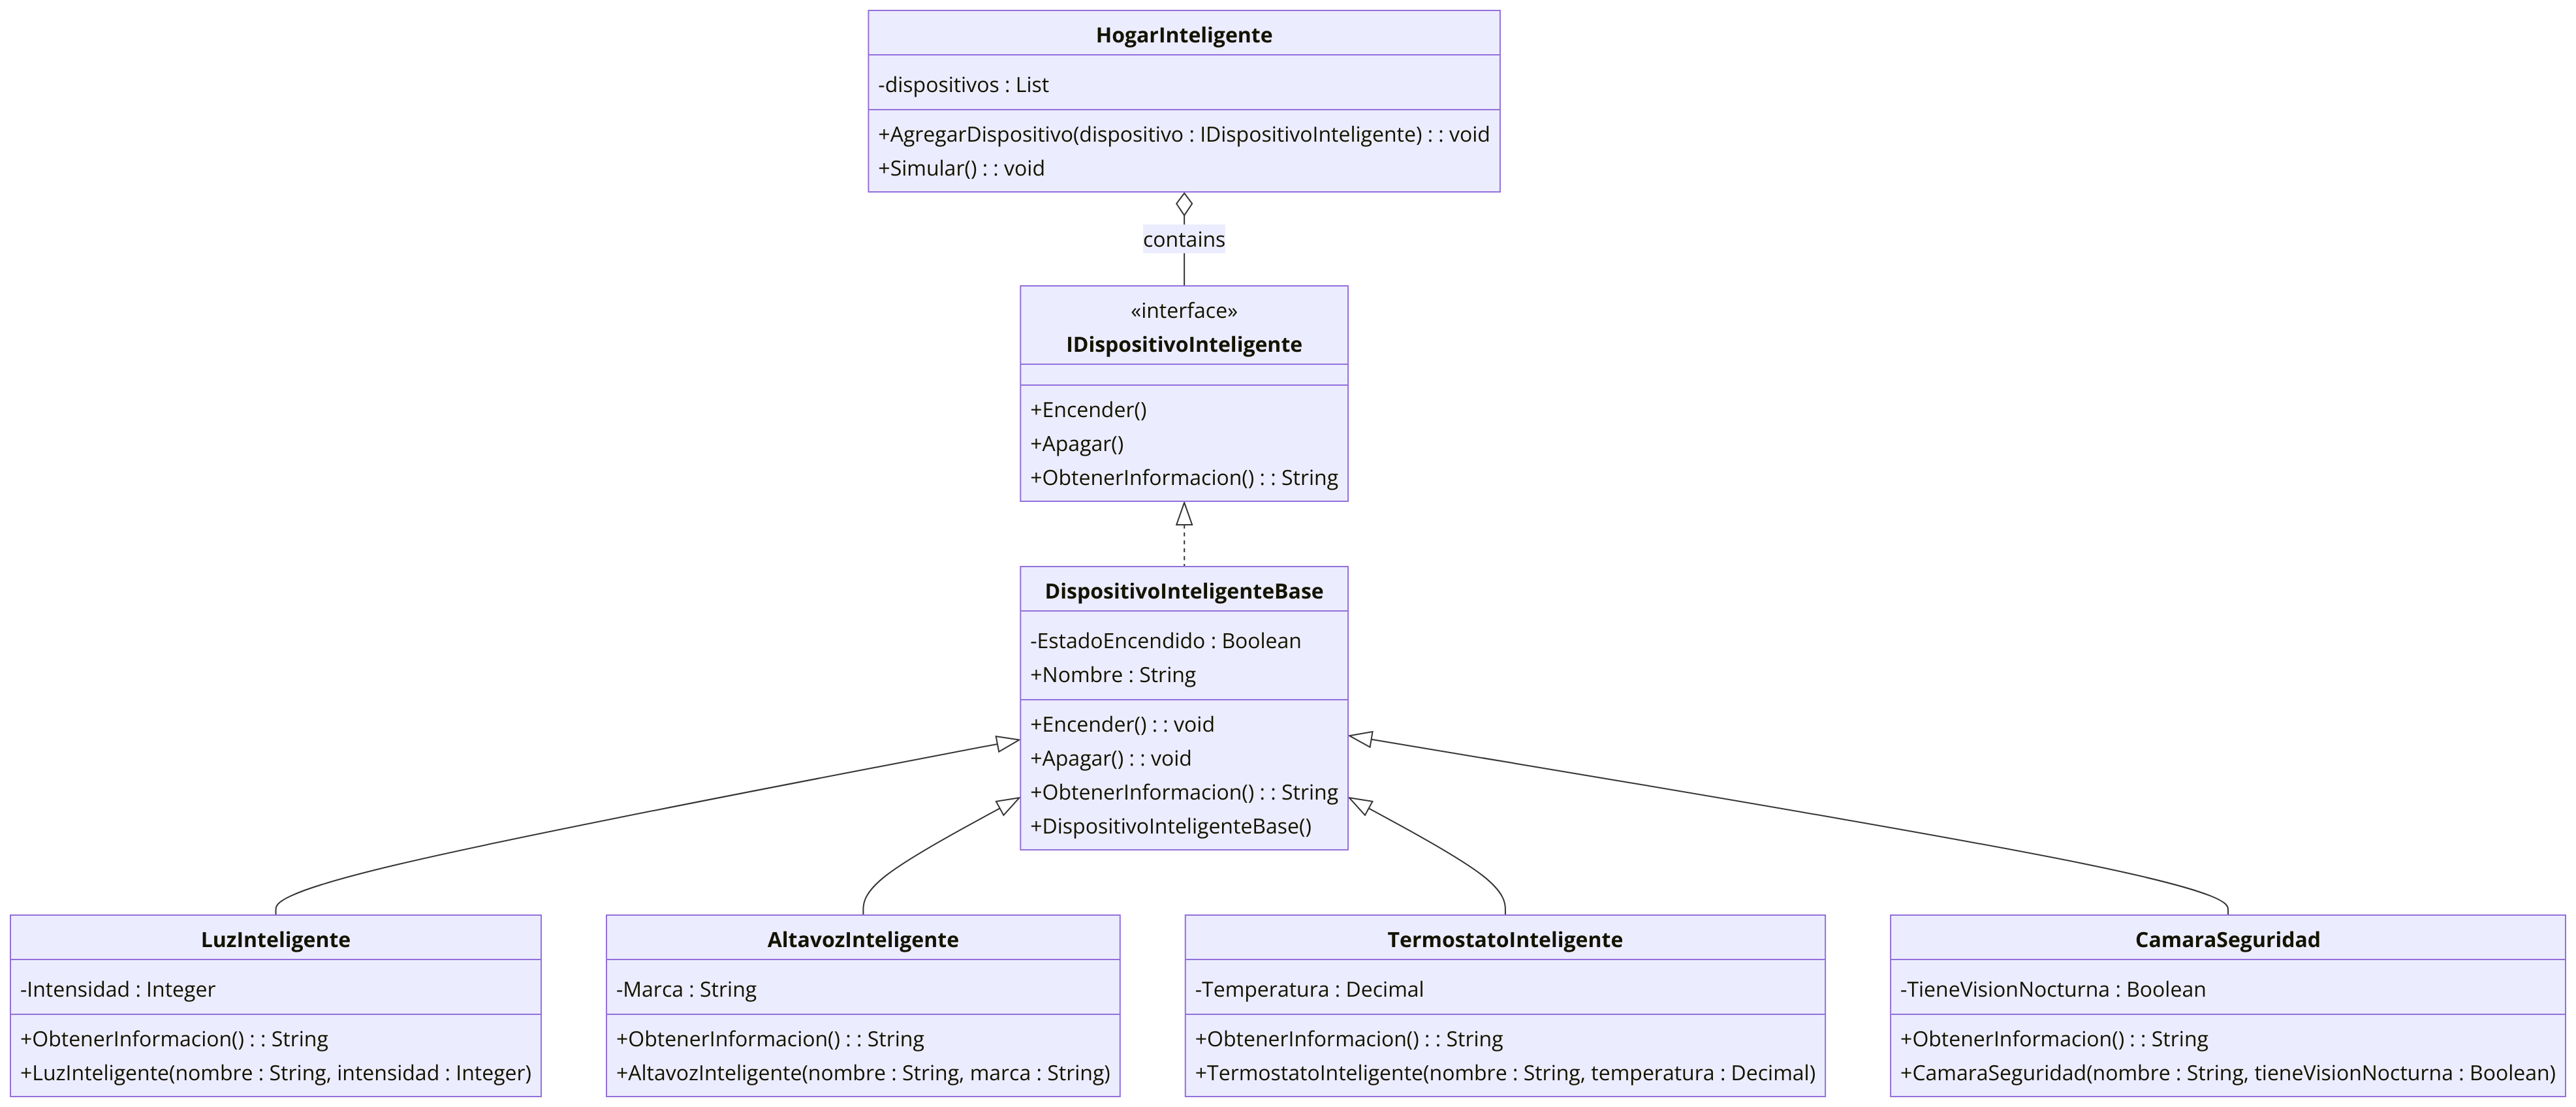 HogarInteligente
-dispositivos : List
+AgregarDispositivo(dispositivo : IDispositivoInteligente) : : void
+Simular() : : void
contains
«interface»
IDispositivoInteligente
+Encender()
+Apagar()
+ObtenerInformacion() : : String
DispositivoInteligenteBase
-EstadoEncendido : Boolean
+Nombre : String
+Encender() : : void
+Apagar() : : void
+ObtenerInformacion() : : String
+DispositivoInteligenteBase()
LuzInteligente
-Intensidad : Integer
+ObtenerInformacion() : : String
+LuzInteligente(nombre : String, intensidad : Integer)
AltavozInteligente
-Marca : String
+ObtenerInformacion() : : String
+AltavozInteligente(nombre : String, marca : String)
TermostatoInteligente
-Temperatura : Decimal
+ObtenerInformacion() : : String
+TermostatoInteligente(nombre : String, temperatura : Decimal)
CamaraSeguridad
-TieneVisionNocturna : Boolean
+ObtenerInformacion() : : String
+CamaraSeguridad(nombre : String, tieneVisionNocturna : Boolean)